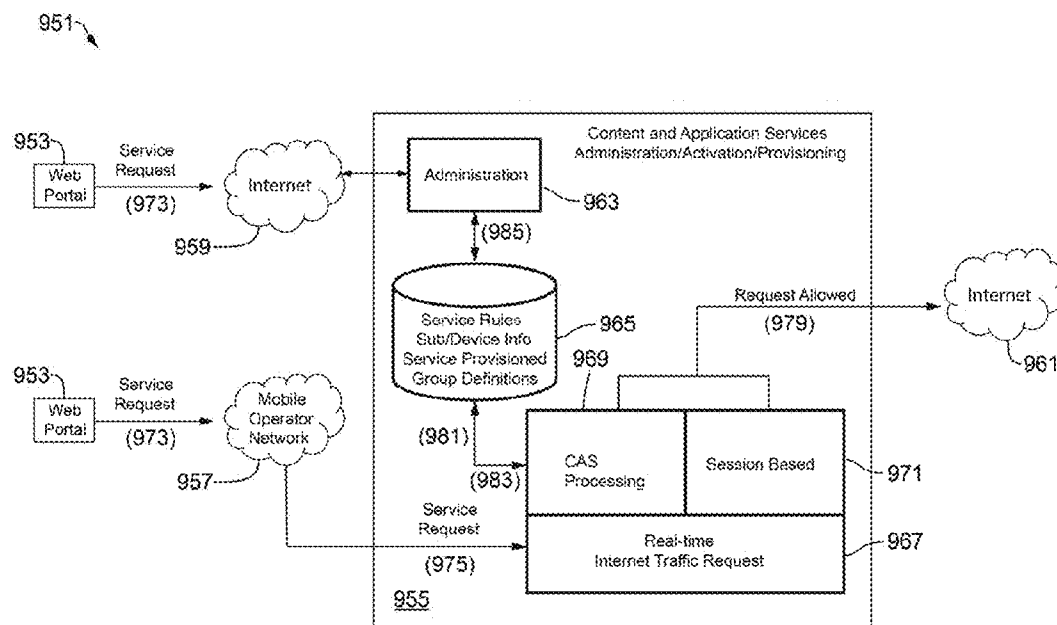 951
Content and Application Services
Administration/Activation/Provisioning
953
Web
Portal
Service
Request
(973)
Internet
959
Administration
963
(985)
Service Rules
Sub/Device Info
Service Provisioned
Group Definitions
965
Request Allowed
(979)
Internet
961
953
Web
Portal
Service
Request
(973)
Mobile
Operator
Network
957
969
(981)
(983)
CAS
Processing
Session Based
971
Service
Request
(975)
Real-time
Internet Traffic Request
967
955